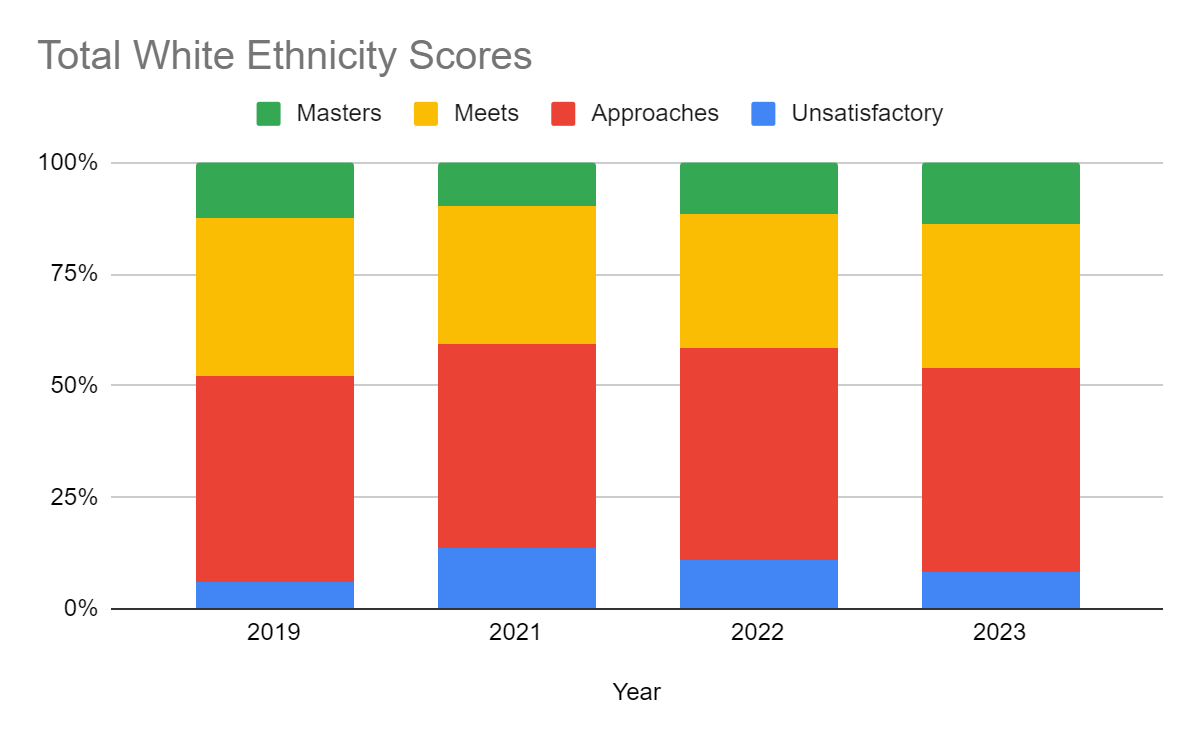 Total White Ethnicity Scores
Masters Meets Approaches Unsatisfactory
100%
75%
50%
25%
0%
2019 2021 2022 2023
Year